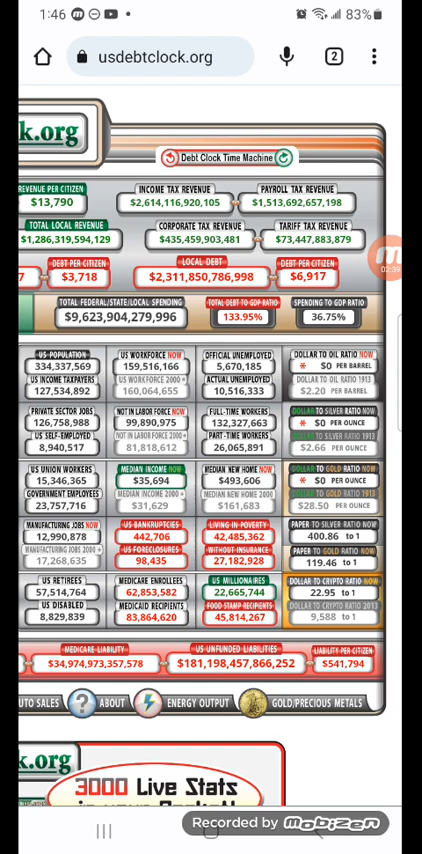 1:46 83%
usdebtclock.org 2
k.org
Debt Clock Time Machine
REVENUE PER CITIZEN INCOME TAX REVENUE PAYROLL TAX REVENUE
$13,790 $2,614,116,920,105 $1,513,692,657,198
TOTAL LOCAL REVENUE CORPORATE TAX REVENUE TARIFF TAX REVENUE
$1,286,319,594,129 $435,459,903,481 $73,447,883,879
02:39
DEBT PER CITIZEN LOCAL DEBT DEBT PER CITIZEN
7 $3,718 $2,311,850,786,998 $6,917
TOTAL FEDERAL/STATE/LOCAL SPENDING TOTAL DEBT TO GDP RATIO SPENDING TO GDP RATIO
$9,623,904,279,996 133.95% 36.75%
US POPULATION US WORKFORCE NOW OFFICIAL UNEMPLOYED DOLLAR TO OIL RATIO NOW
334,337,569 159,516,166 5,670,185 * $0 PER BARREL
US INCOME TAXPAYERS US WORKFORCE 2000 ACTUAL UNEMPLOYED DOLLAR TO OIL RATIO 1913
127,534,892 160,064,655 10,516,333 $2.20 PER BARREL
PRIVATE SECTOR JOBS NOT IN LABOR FORCE NOW FULL-TIME WORKERS DOLLAR TO SILVER RATIO NOW
126,758,988 99,890,975 132,327,663 * $0 PER OUNCE
US SELF-EMPLOYED NOT IN LABOR FORCE 2000 PART-TIME WORKERS DOLLAR TO SILVER RATIO 1913
8,940,517 81,818,612 26,065,891 $2.66 PER OUNCE
US UNION WORKERS MEDIAN INCOME NOW MEDIAN NEW HOME NOW DOLLAR TO GOLD RATIO NOW
15,346,365 $35,694 $493,606 * $0 PER OUNCE
GOVERNMENT EMPLOYEES MEDIAN INCOME 2000 MEDIAN NEW HOME 2000 DOLLAR TO GOLD RATIO 1913
23,757,716 $31,629 $161,683 $28.50 PER OUNCE
MANUFACTURING JOBS NOW US BANKRUPTCIES LIVING IN POVERTY PAPER TO SILVER RATIO NOW
12,990,878 442,706 42,485,362 400.86 to 1
MANUFACTURING JOBS 2000 US FORECLOSURES WITHOUT INSURANCE PAPER TO GOLD RATIO NOW
17,268,635 98,435 27,182,928 119.46 to 1
US RETIREES MEDICARE ENROLLEES US MILLIONAIRES DOLLAR TO CRYPTO RATIO NOW
57,514,764 62,853,582 22,665,744 22.95 to 1
US DISABLED MEDICAID RECIPIENTS FOOD STAMP RECIPIENTS DOLLAR TO CRYPTO RATIO 2013
8,829,839 83,864,620 45,814,267 9,588 to 1
MEDICARE LIABILITY US UNFUNDED LIABILITIES LIABILITY PER CITIZEN
$34,974,973,357,578 $181,198,457,866,252 $541,794
UTO SALES ? ABOUT ENERGY OUTPUT GOLD/PRECIOUS METALS
k.org
3000 Live Stats
Recorded by mobizen